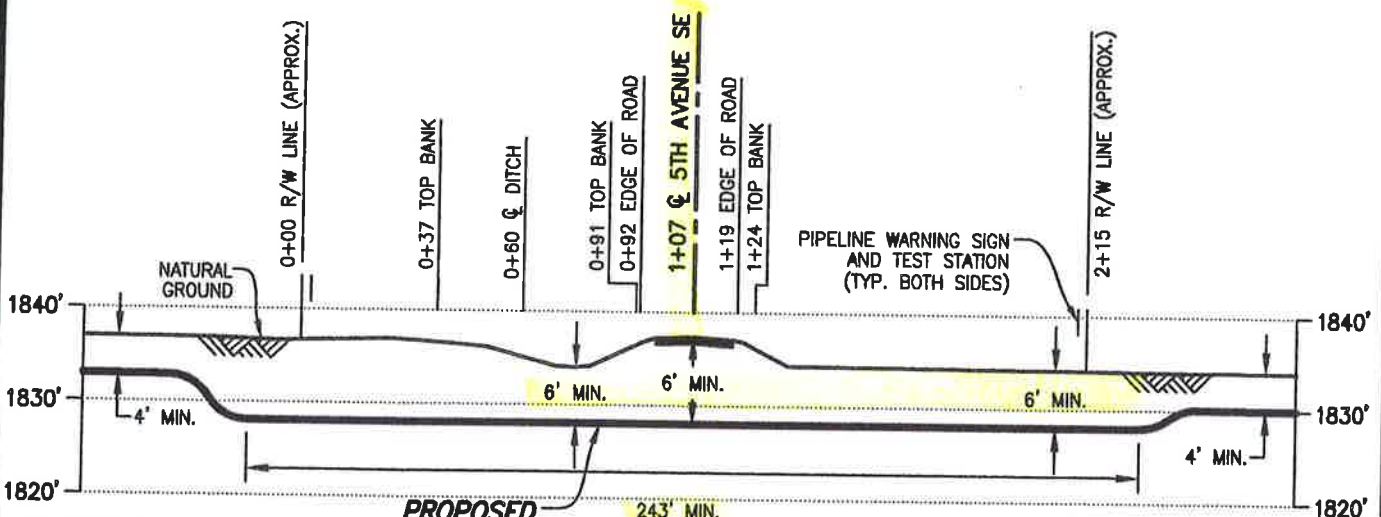 0+00 R/W LINE (APPROX.)
0+37 TOP BANK
0+60 ℄ DITCH
0+91 TOP BANK
0+92 EDGE OF ROAD
1+07 ℄ 5TH AVENUE SE
1+19 EDGE OF ROAD
1+24 TOP BANK
2+15 R/W LINE (APPROX.)
PIPELINE WARNING SIGN
AND TEST STATION
(TYP. BOTH SIDES)
NATURAL
GROUND
1840'
1840'
6' MIN.
6' MIN.
6' MIN.
1830'
1830'
4' MIN.
4' MIN.
1820'
PROPOSED
243' MIN.
1820'